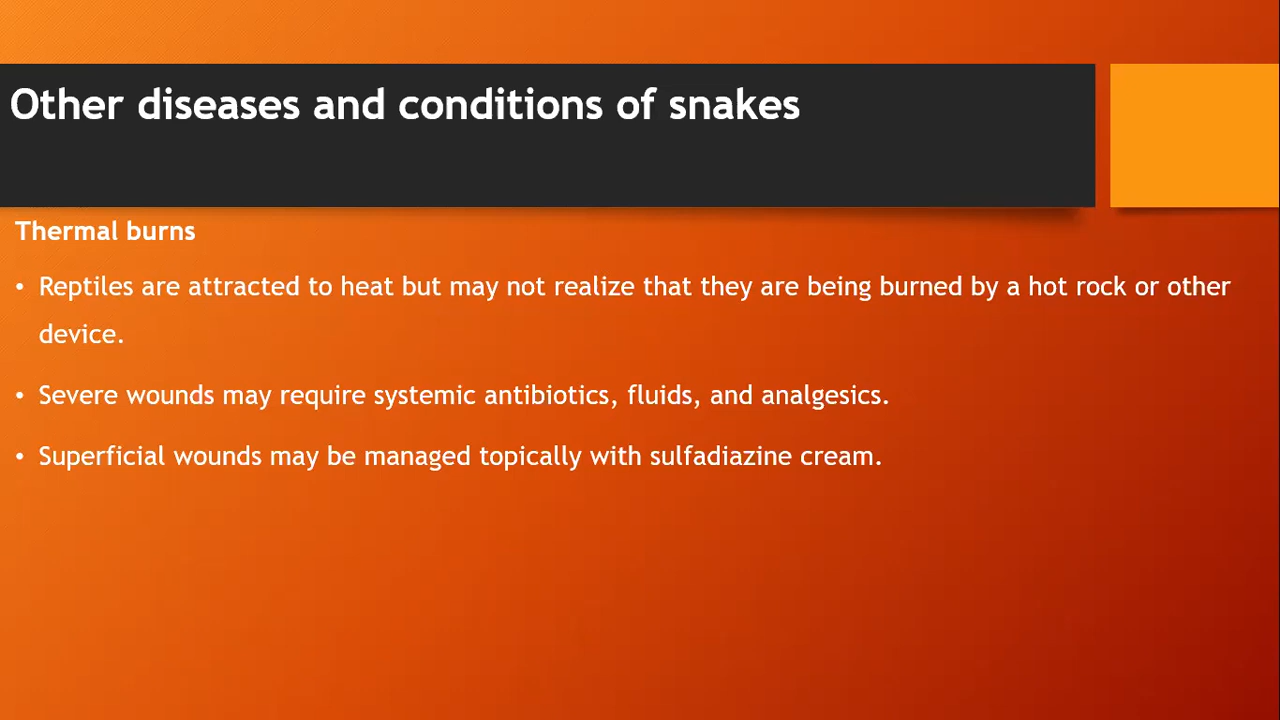 Other diseases and conditions of snakes
Thermal burns
• Reptiles are attracted to heat but may not realize that they are being burned by a hot rock or other
device.
• Severe wounds may require systemic antibiotics, fluids, and analgesics.
• Superficial wounds may be managed topically with sulfadiazine cream.